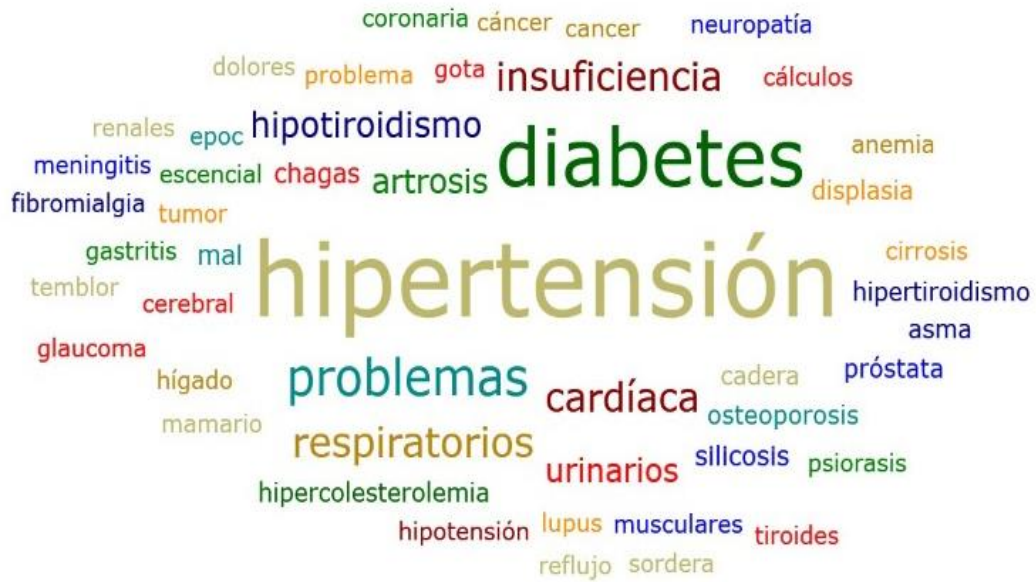 coronaria cáncer cancer neuropatía
dolores problema gota insuficiencia cálculos
renales epoc hipotiroidismo diabetes anemia
meningitis escencial chagas artrosis displasia
fibromialgia tumor
gastritis mal hipertensión cirrosis
temblor cerebral hipertiroidismo
asma
glaucoma problemas próstata
hígado cardíaca cadera
mamario osteoporosis
respiratorios urinarios silicosis psiorasis
hipercolesterolemia
hipotensión lupus musculares tiroides
reflujo sordera